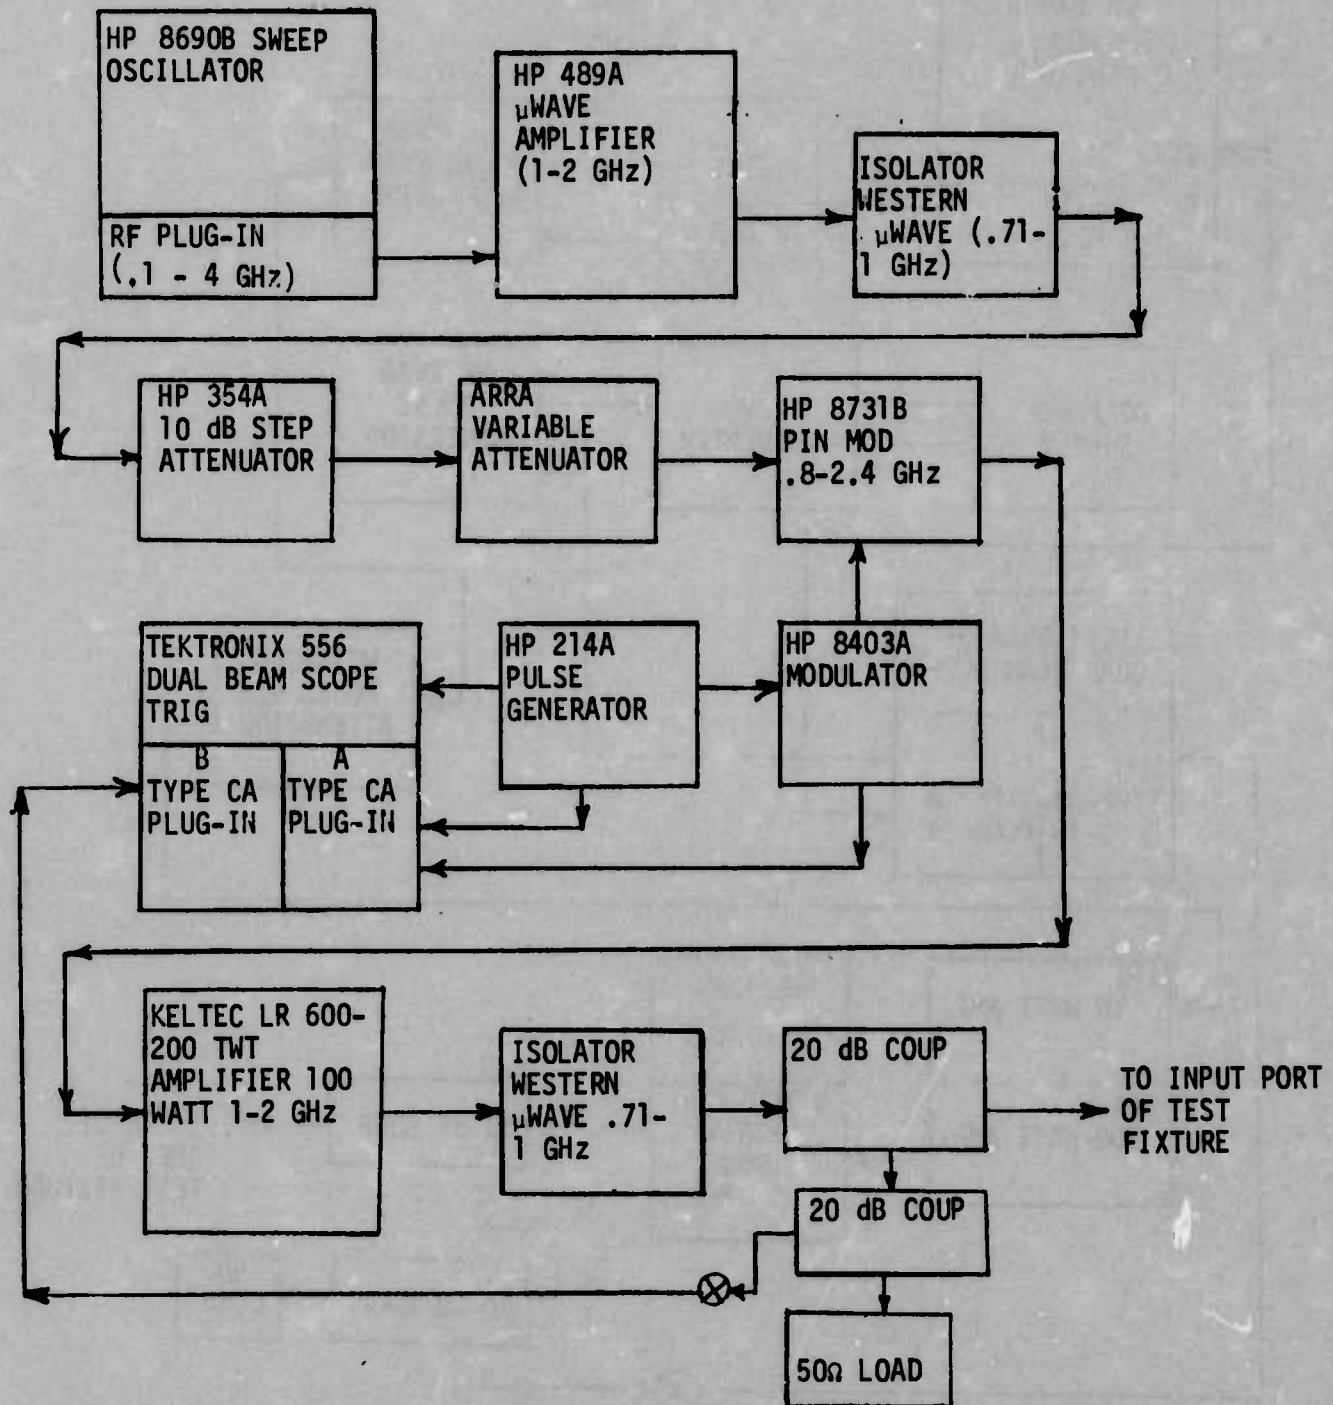 HP 8690B SWEEP
OSCILLATOR
RF PLUG-IN
(.1 - 4 GHz)
HP 489A
μWAVE
AMPLIFIER
(1-2 GHz)
ISOLATOR
WESTERN
μWAVE (.71-
1 GHz)
HP 354A
10 dB STEP
ATTENUATOR
ARRA
VARIABLE
ATTENUATOR
HP 8731B
PIN MOD
.8-2.4 GHz
TEKTRONIX 556
DUAL BEAM SCOPE
TRIG
B
TYPE CA
PLUG-IN
A
TYPE CA
PLUG-IN
HP 214A
PULSE
GENERATOR
HP 8403A
MODULATOR
KELTEC LR 600-
200 TWT
AMPLIFIER 100
WATT 1-2 GHz
ISOLATOR
WESTERN
μWAVE .71-
1 GHz
20 dB COUP
TO INPUT PORT
OF TEST
FIXTURE
20 dB COUP
50Ω LOAD